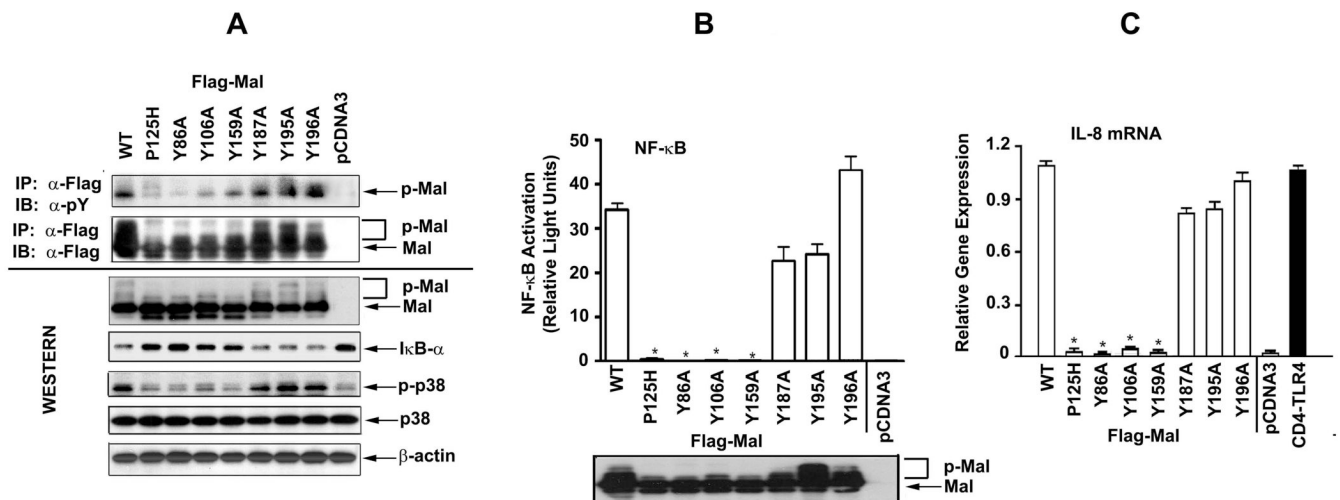 A
Flag-Mal
WT
P125H
Y86A
Y106A
Y159A
Y187A
Y195A
Y196A
pCDNA3
IP: α-Flag
IB: α-pY
p-Mal
IP: α-Flag
IB: α-Flag
p-Mal
Mal
WESTERN
p-Mal
Mal
IκB-α
p-p38
p38
β-actin
B
NF-κB
NF-κB Activation
(Relative Light Units)
50
40
30
20
10
0
* * * *
WT
P125H
Y86A
Y106A
Y159A
Y187A
Y195A
Y196A
pCDNA3
Flag-Mal
p-Mal
Mal
C
IL-8 mRNA
Relative Gene Expression
1.2
0.9
0.6
0.3
0
* * * *
WT
P125H
Y86A
Y106A
Y159A
Y187A
Y195A
Y196A
pCDNA3
CD4-TLR4
Flag-Mal